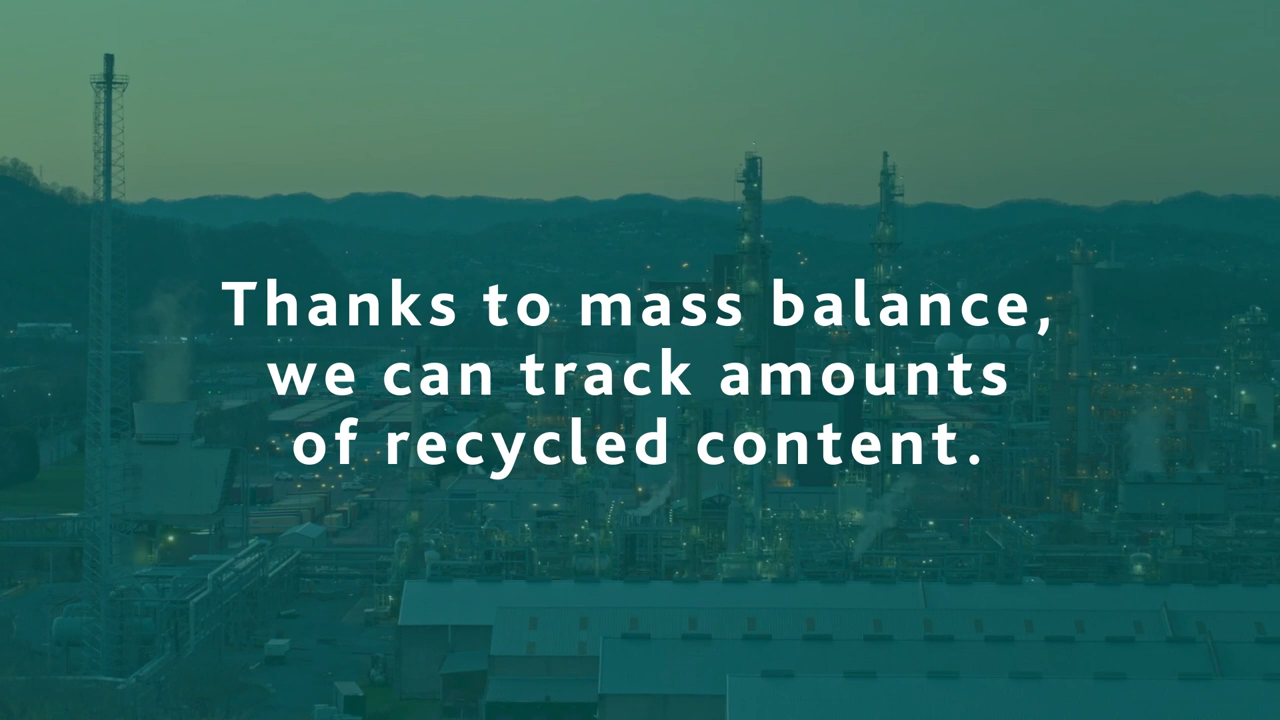 Thanks to mass balance,
we can track amounts
of recycled content.